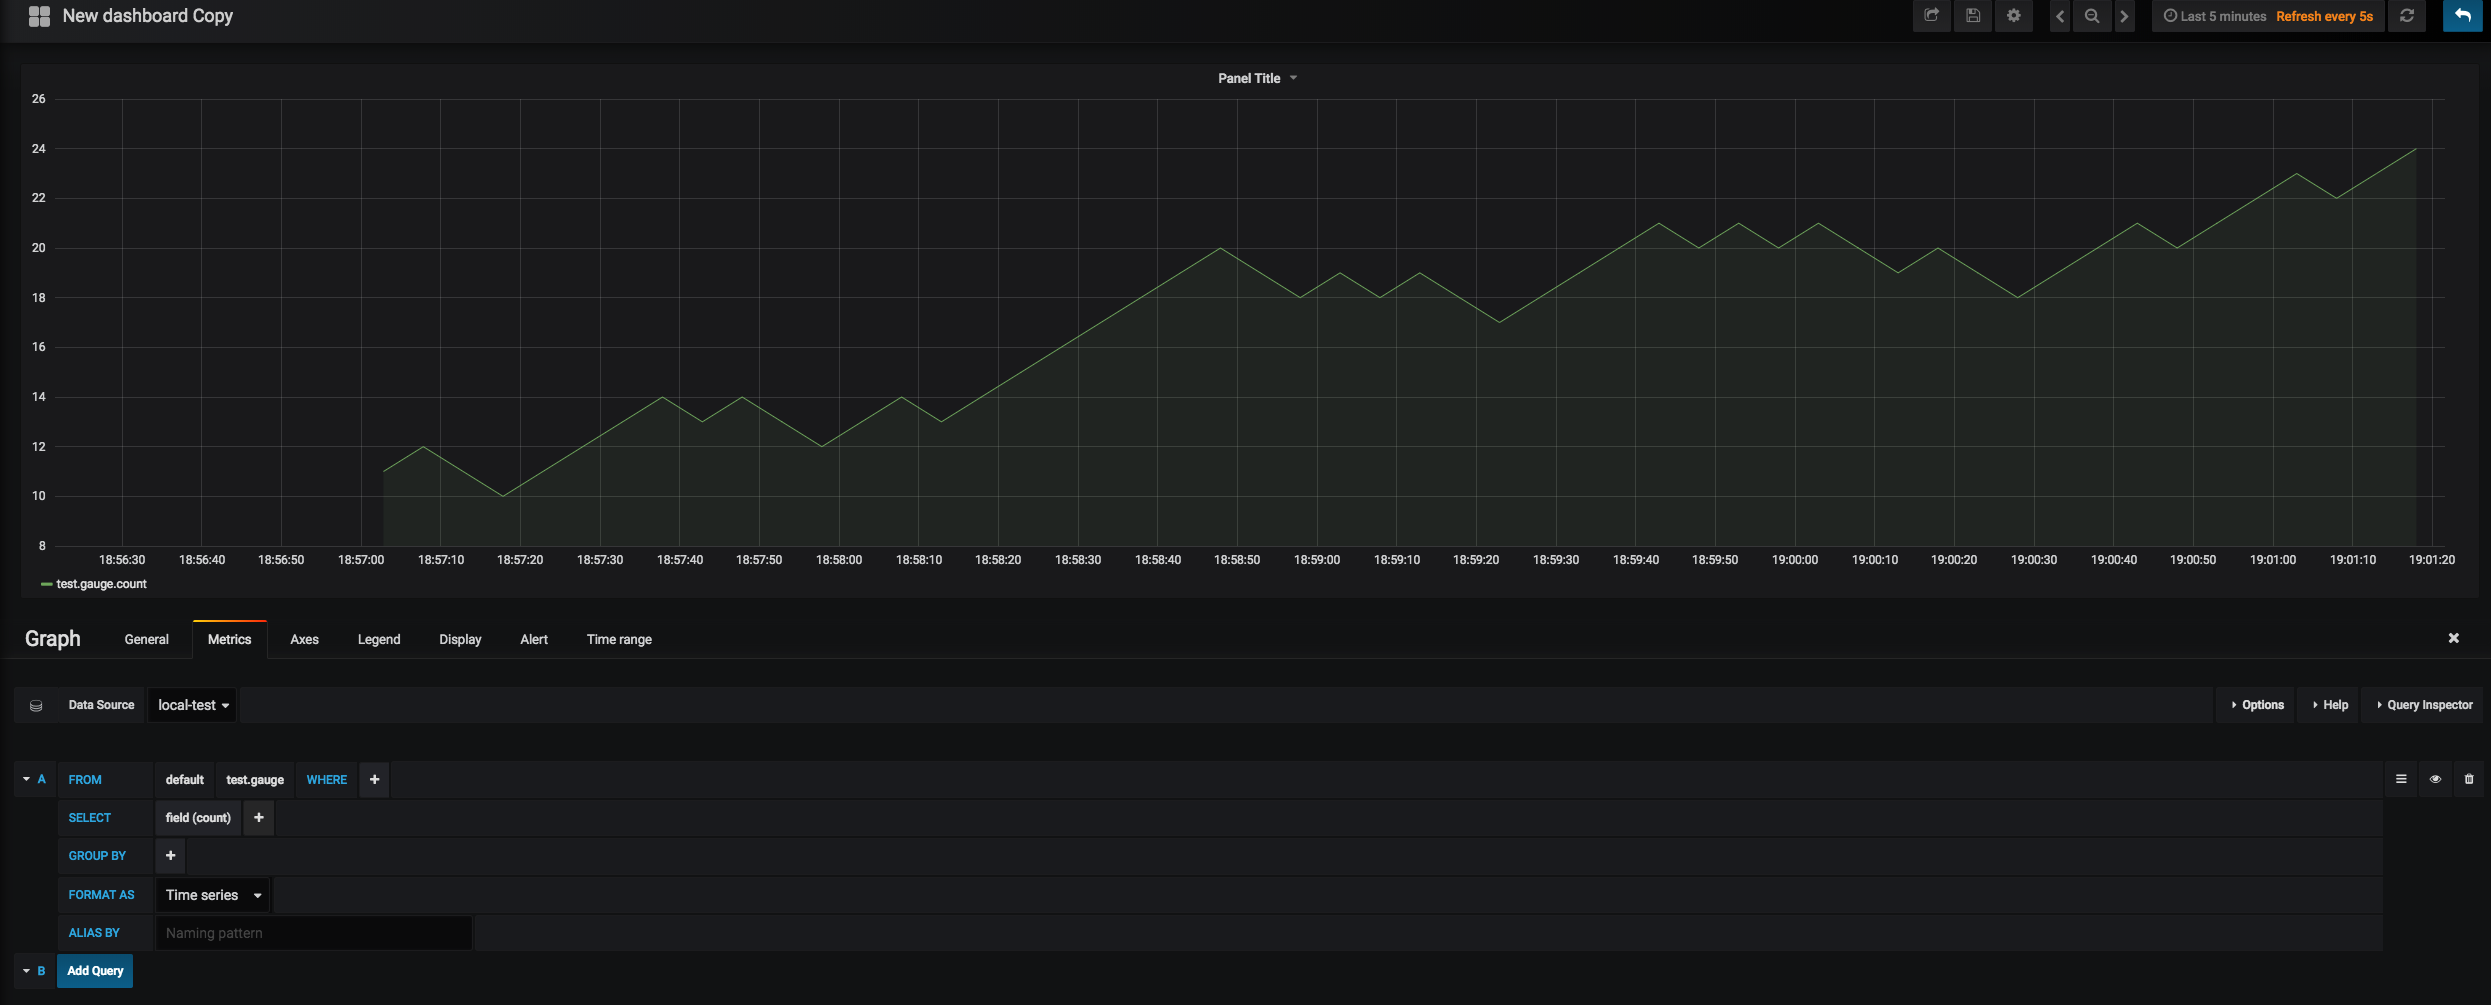 New dashboard Copy
Last 5 minutes Refresh every 5s
Panel Title
26
24
22
20
18
16
14
12
10
8
18:56:30 18:56:40 18:56:50 18:57:00 18:57:10 18:57:20 18:57:30 18:57:40 18:57:50 18:58:00 18:58:10 18:58:20 18:58:30 18:58:40 18:58:50 18:59:00 18:59:10 18:59:20 18:59:30 18:59:40 18:59:50 19:00:00 19:00:10 19:00:20 19:00:30 19:00:40 19:00:50 19:01:00 19:01:10 19:01:20
test.gauge.count
Graph General Metrics Axes Legend Display Alert Time range
Data Source local-test Options Help Query Inspector
A FROM default test.gauge WHERE +
SELECT field (count) +
GROUP BY +
FORMAT AS Time series
ALIAS BY Naming pattern
B Add Query